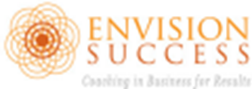 ENVISION
SUCCESS
Coaching in Business for Results